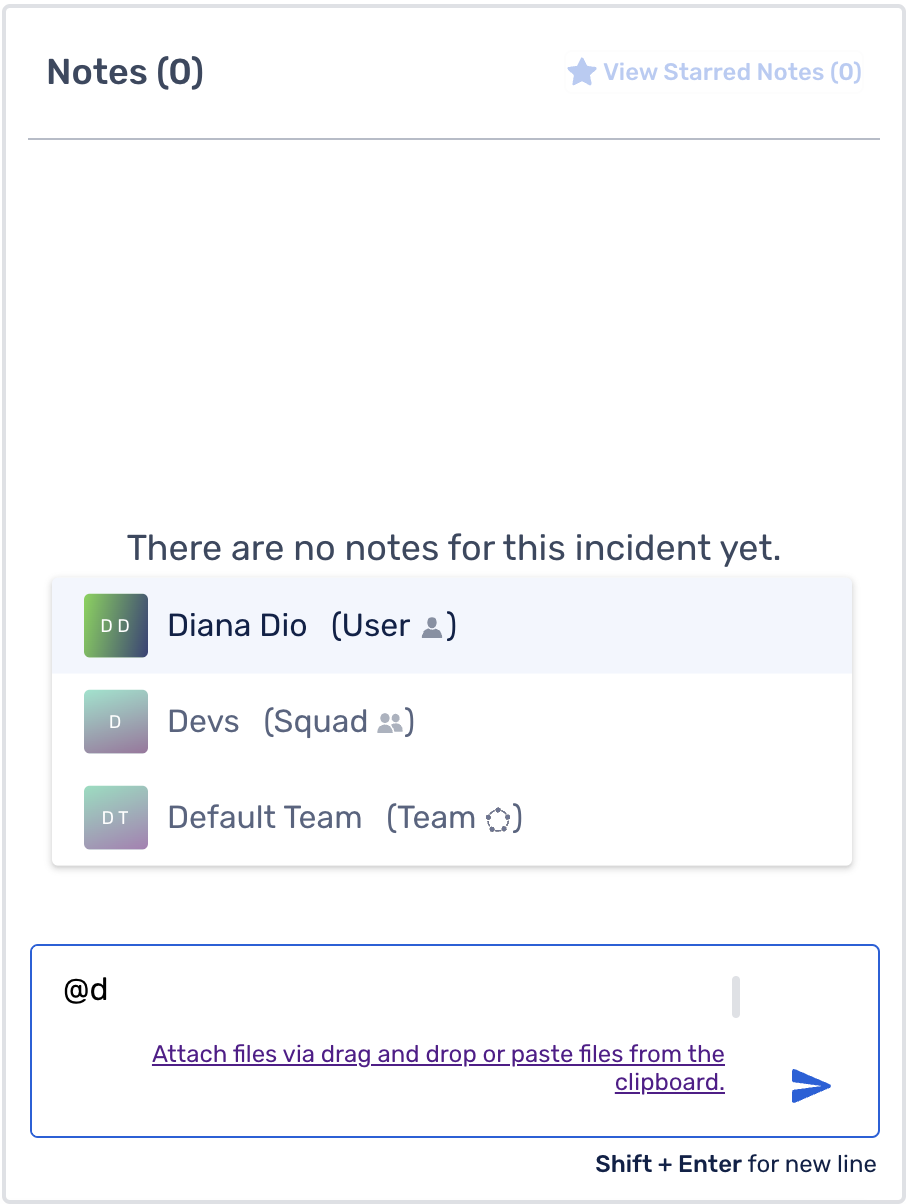 Notes (0)
View Starred Notes (0)
There are no notes for this incident yet.
D D
Diana Dio (User)
D
Devs (Squad)
D T
Default Team (Team)
@d
Attach files via drag and drop or paste files from the
clipboard.
Shift + Enter for new line